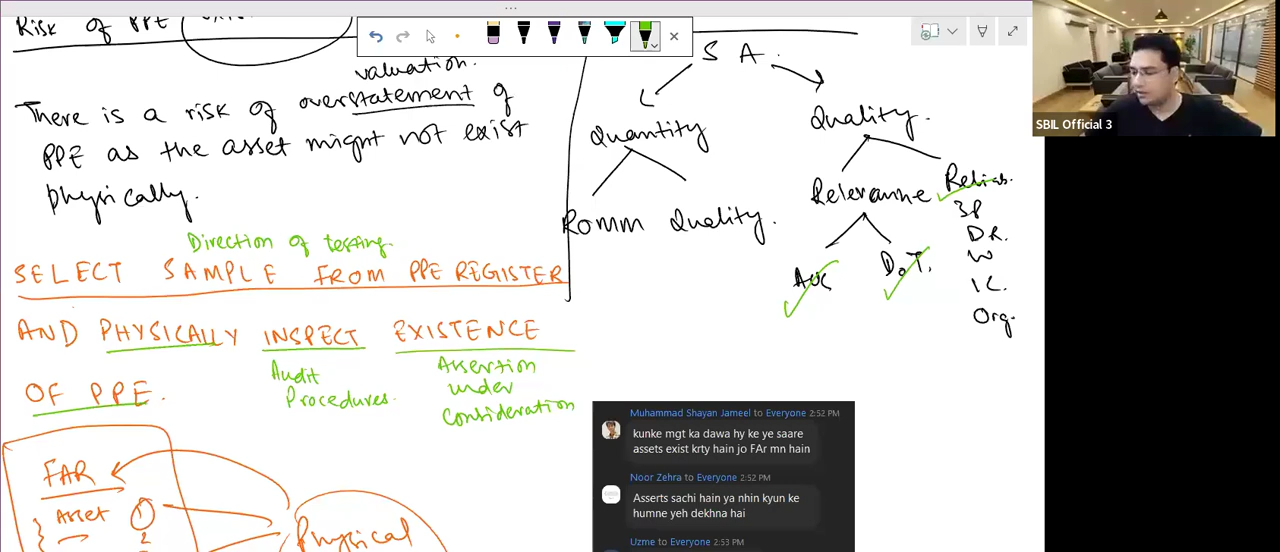 Risk of PPE
valuation.
There is a risk of overstatement of
PPE as the asset might not exist
physically.
Direction of testing.
SELECT SAMPLE FROM PPE REGISTER
AND PHYSICALLY INSPECT EXISTENCE
OF PPE.
Audit
Procedures.
Assertion
under
consideration
FAR
Asset 1
2
Physical
S A.
Quantity
Quality.
Romm Quality.
Relevanne
Reliab.
AUC
D.O.T.
3P
D.R.
W
IC.
Org.
SBIL Official 3
Muhammad Shayan Jameel to Everyone 2:52 PM
kunke mgt ka dawa hy ke ye saare
assets exist krty hain jo FAr mn hain
Noor Zehra to Everyone 2:52 PM
Asserts sachi hain ya nhin kyun ke
humne yeh dekhna hai
Uzme to Everyone 2:53 PM